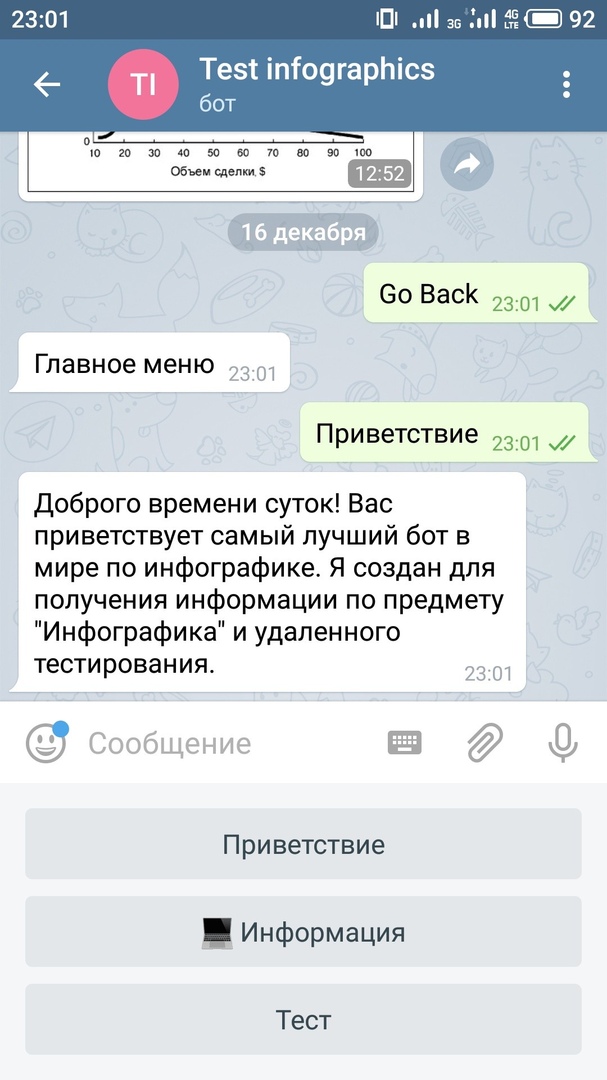 23:01
3G
4G
LTE
92
TI
Test infographics
бот
0
10 20 30 40 50 60 70 80 90 100
Объем сделки, $
12:52
16 декабря
Go Back 23:01
Главное меню 23:01
Приветствие 23:01
Доброго времени суток! Вас
приветствует самый лучший бот в
мире по инфографике. Я создан для
получения информации по предмету
"Инфографика" и удаленного
тестирования.
23:01
Сообщение
Приветствие
Информация
Тест